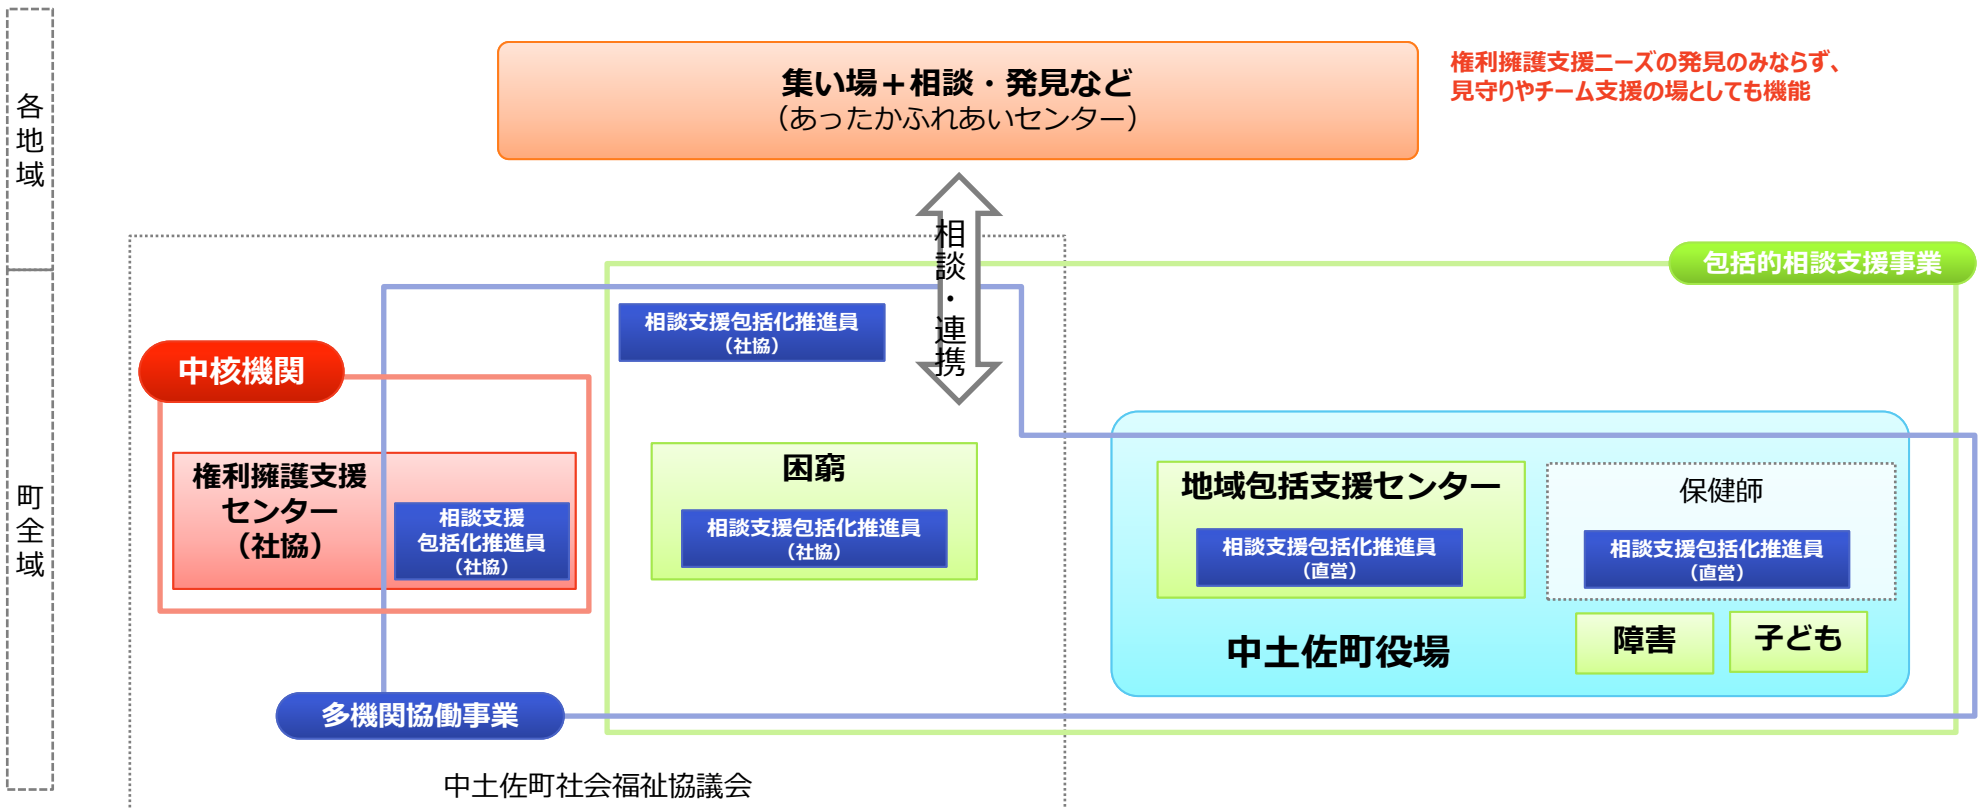 各地域
集い場＋相談・発見など
（あったかふれあいセンター）
権利擁護支援ニーズの発見のみならず、
見守りやチーム支援の場としても機能
相談・連携
包括的相談支援事業
町全域
相談支援包括化推進員
（社協）
中核機関
権利擁護支援
センター
（社協）
相談支援
包括化推進員
（社協）
困窮
相談支援包括化推進員
（社協）
地域包括支援センター
相談支援包括化推進員
（直営）
保健師
相談支援包括化推進員
（直営）
中土佐町役場
障害
子ども
多機関協働事業
中土佐町社会福祉協議会